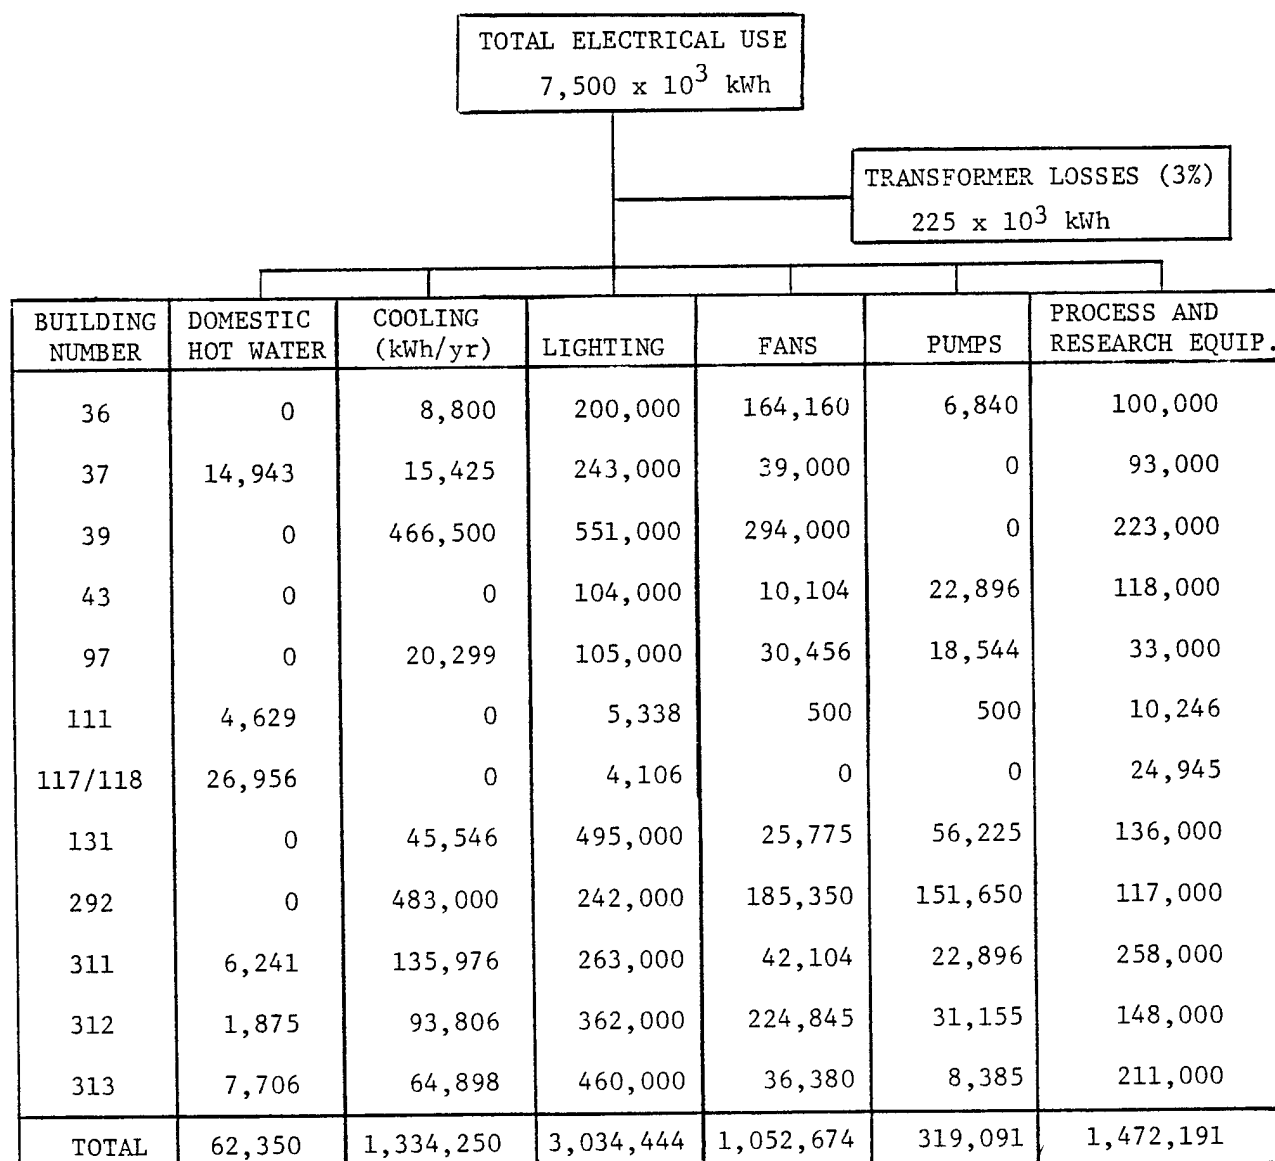 TOTAL ELECTRICAL USE
7,500 x 10³ kWh
TRANSFORMER LOSSES (3%)
225 x 10³ kWh
BUILDING NUMBER DOMESTIC HOT WATER COOLING (kWh/yr) LIGHTING FANS PUMPS PROCESS AND RESEARCH EQUIP.
36 0 8,800 200,000 164,160 6,840 100,000
37 14,943 15,425 243,000 39,000 0 93,000
39 0 466,500 551,000 294,000 0 223,000
43 0 0 104,000 10,104 22,896 118,000
97 0 20,299 105,000 30,456 18,544 33,000
111 4,629 0 5,338 500 500 10,246
117/118 26,956 0 4,106 0 0 24,945
131 0 45,546 495,000 25,775 56,225 136,000
292 0 483,000 242,000 185,350 151,650 117,000
311 6,241 135,976 263,000 42,104 22,896 258,000
312 1,875 93,806 362,000 224,845 31,155 148,000
313 7,706 64,898 460,000 36,380 8,385 211,000
TOTAL 62,350 1,334,250 3,034,444 1,052,674 319,091 1,472,191